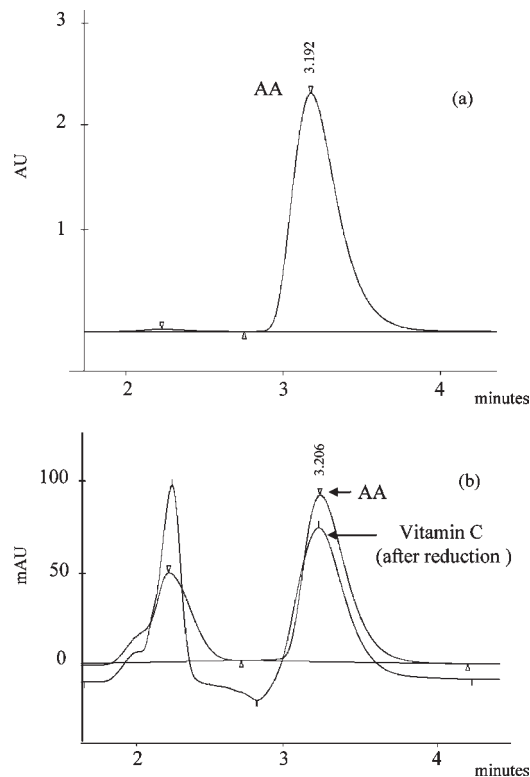 3
3.192
AA
(a)
2
AU
1
2 3 4
minutes
3.206
100
(b)
AA
Vitamin C
(after reduction )
mAU
50
0
2 3 4
minutes